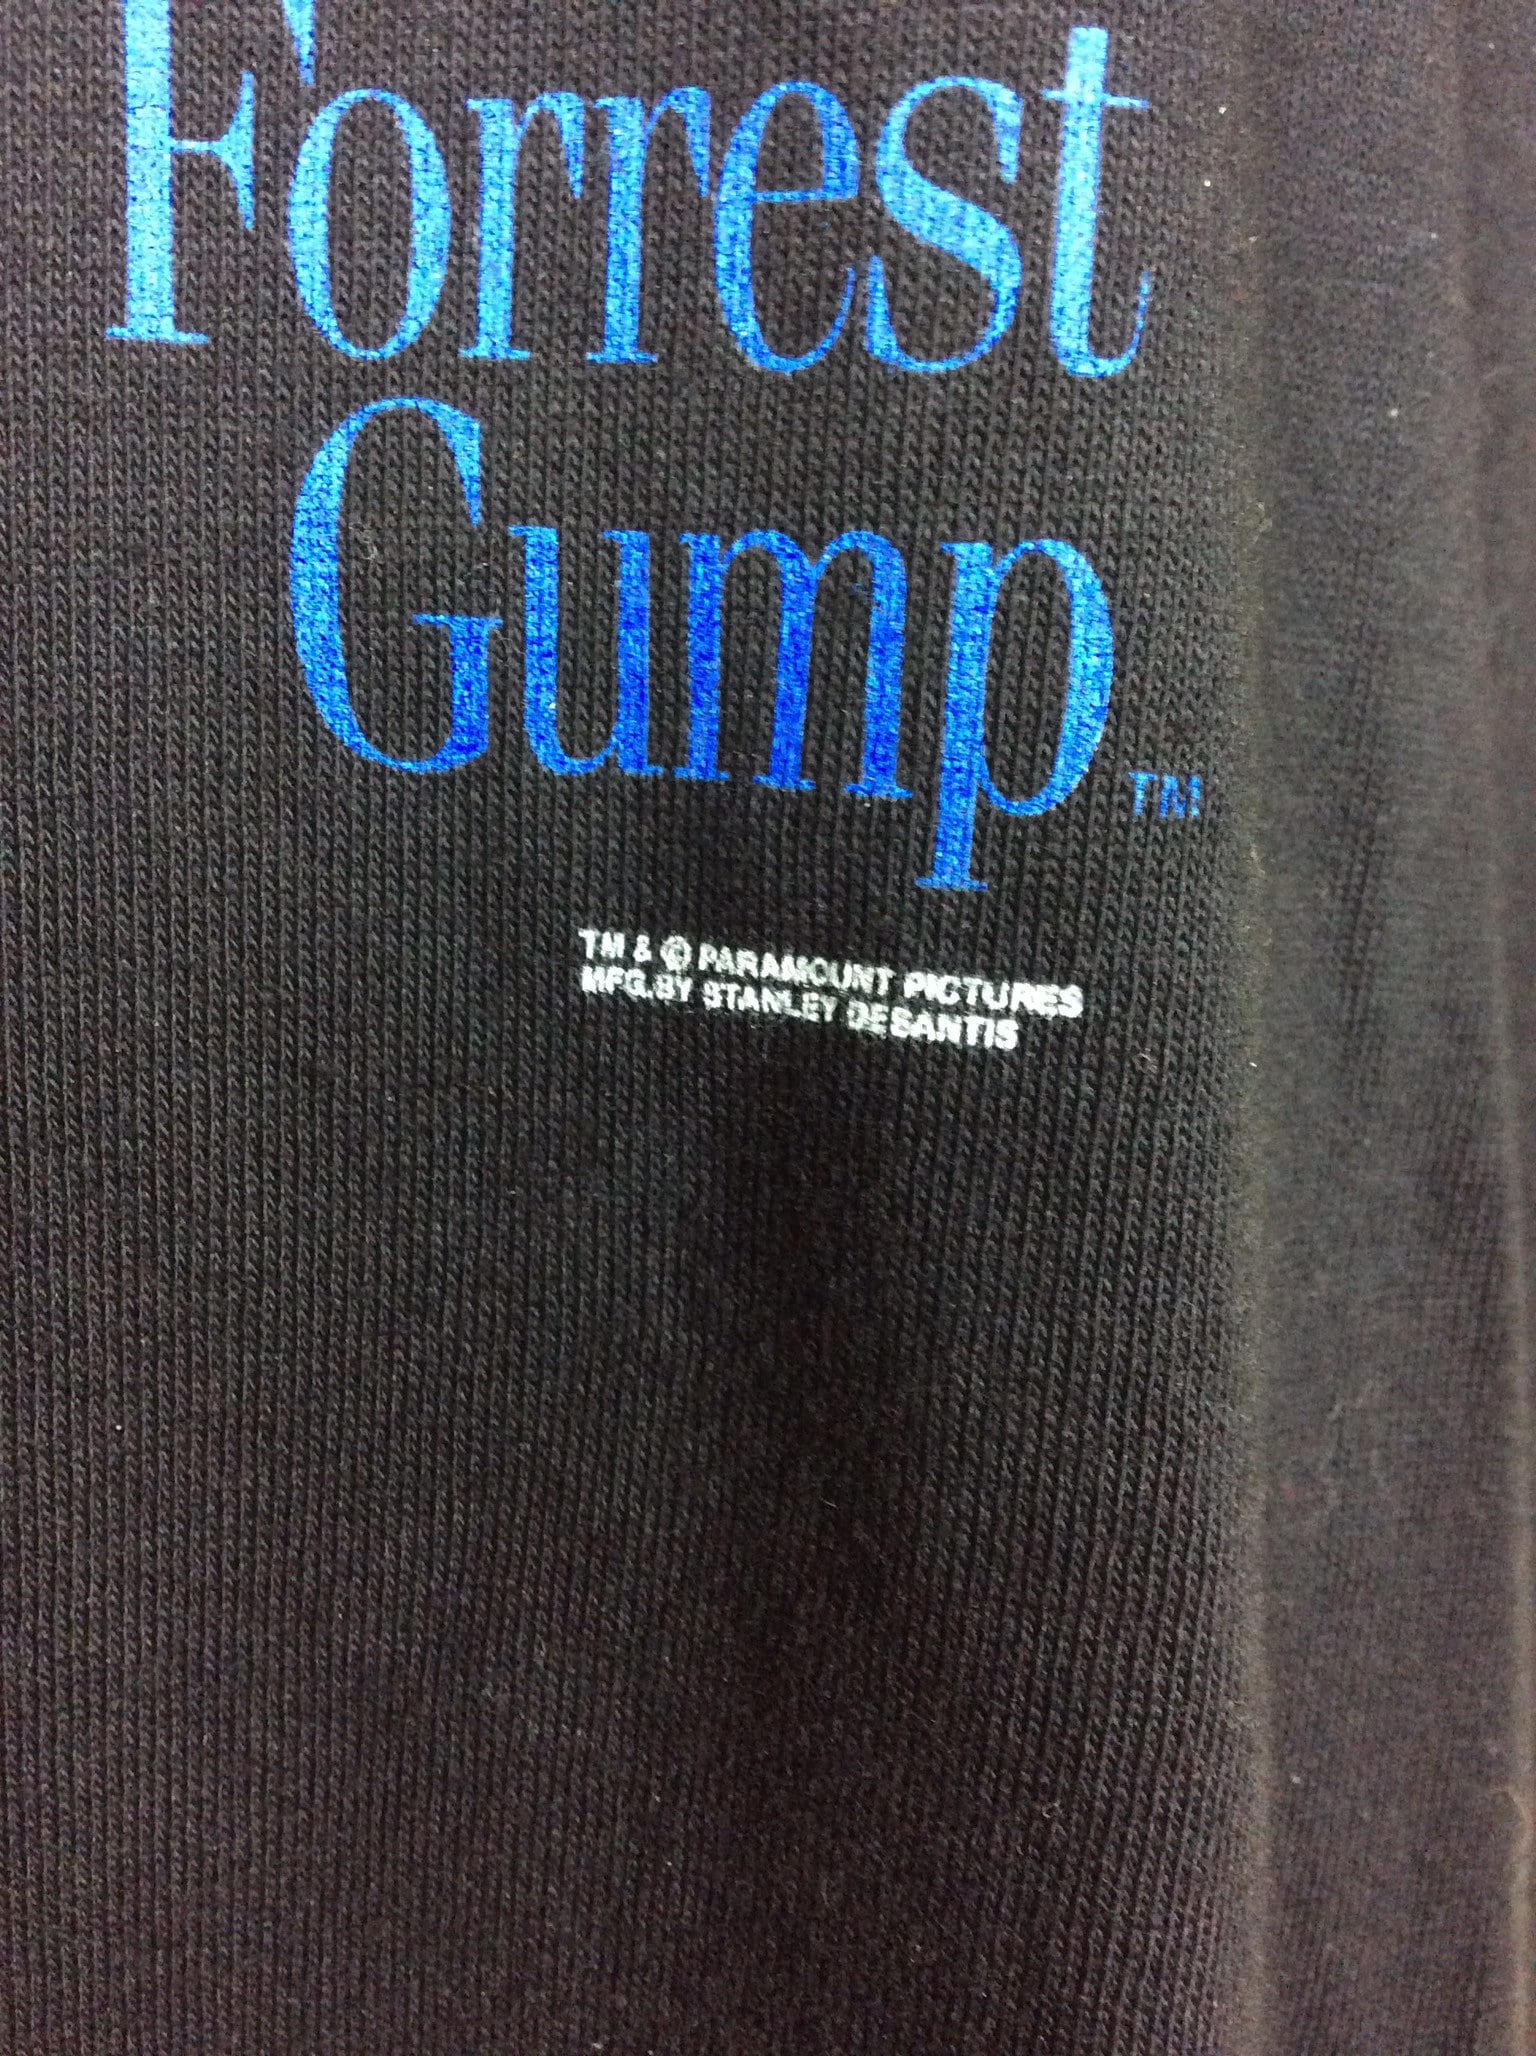 Forrest
Gump TM
TM & © PARAMOUNT PICTURES
MFG.BY STANLEY DESANTIS